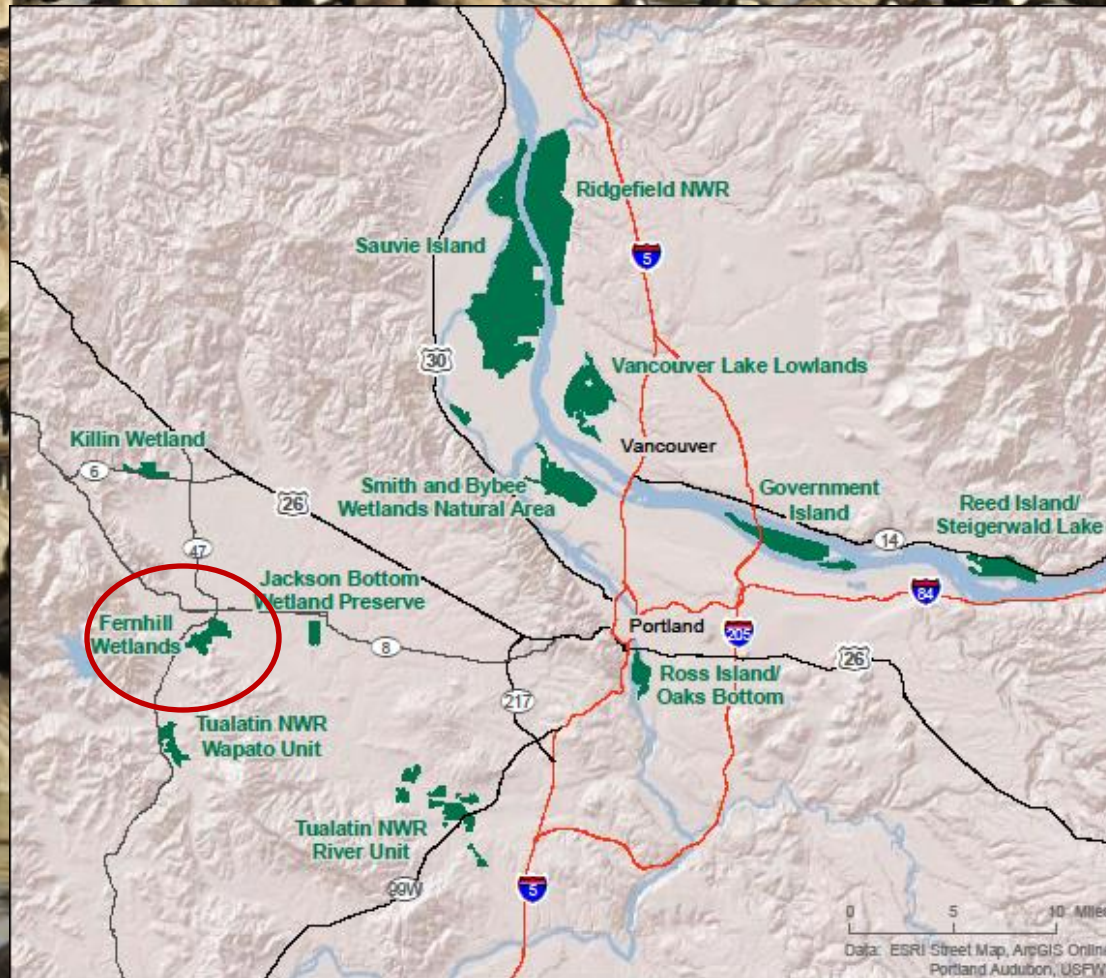 Ridgefield NWR
Sauvie Island
5
30
Vancouver Lake Lowlands
Killin Wetland
Vancouver
6
Smith and Bybee
Wetlands Natural Area
Government
Island
Reed Island/
Steigerwald Lake
26
14
47
Jackson Bottom
Wetland Preserve
84
Fernhill
Wetlands
Portland
205
8
26
Ross Island/
Oaks Bottom
217
Tualatin NWR
Wapato Unit
Tualatin NWR
River Unit
99W
5
0 5 10 Miles
Data: ESRI Street Map, ArcGIS Online
Portland Audubon, USFW